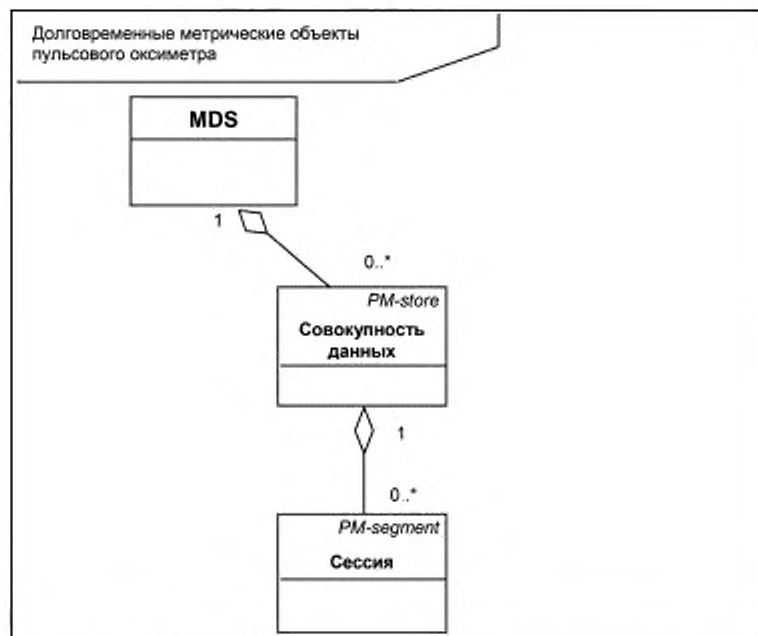 Долговременные метрические объекты
пульсового оксиметра
MDS
1
0..*
PM-store
Совокупность
данных
1
0..*
PM-segment
Сессия